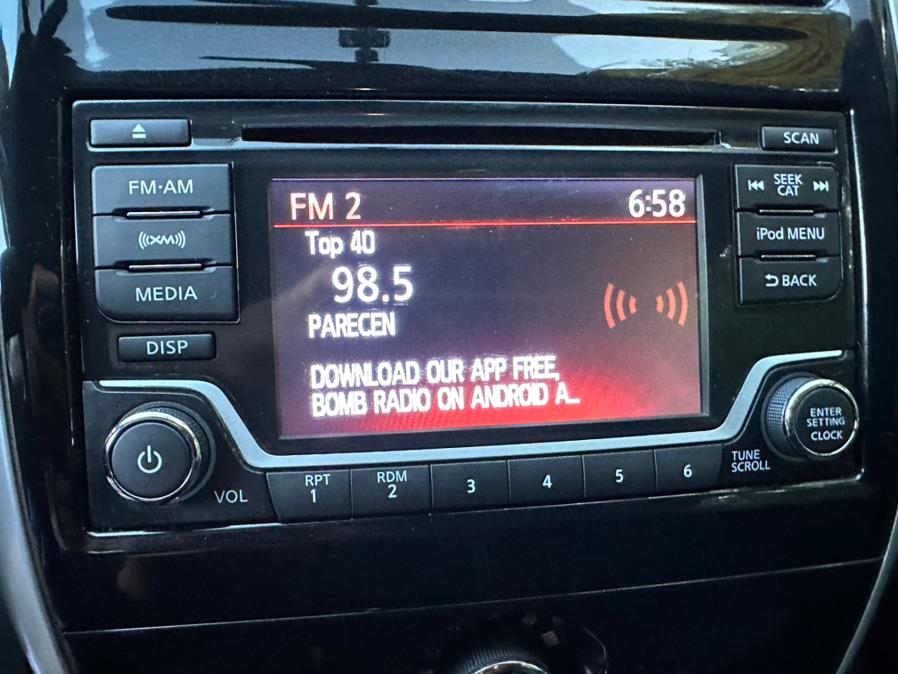 SCAN
FM·AM
SEEK
CAT
FM 2
6:58
((XM))
iPod MENU
Top 40
98.5
MEDIA
BACK
PARECEN
DISP
DOWNLOAD OUR APP FREE,
BOMB RADIO ON ANDROID A...
ENTER
SETTING
CLOCK
TUNE
SCROLL
VOL
RPT
1
RDM
2
3
4
5
6